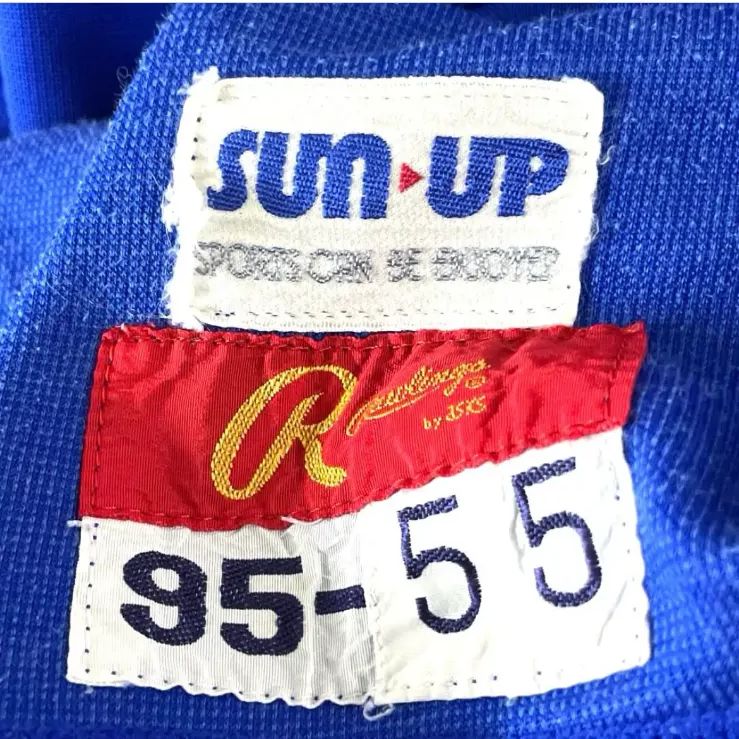 SUN▶UP
SPORTS CAN BE ENJOYED
R Rawlings®
by ASICS
95-55